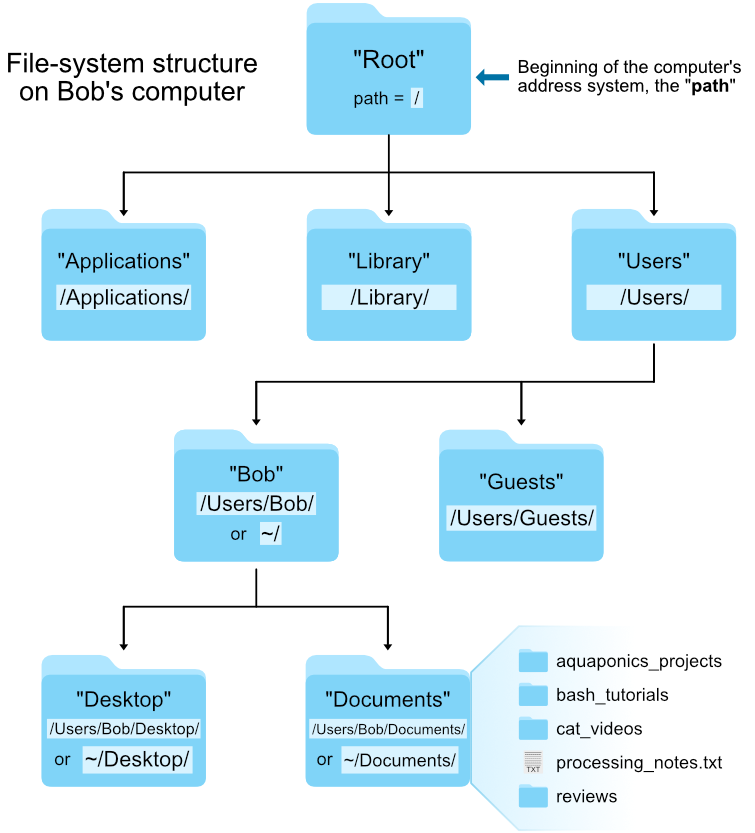 File-system structure
on Bob's computer
"Root"
path = /
Beginning of the computer's
address system, the "path"
"Applications"
/Applications/
"Library"
/Library/
"Users"
/Users/
"Bob"
/Users/Bob/
or ~/
"Guests"
/Users/Guests/
"Desktop"
/Users/Bob/Desktop/
or ~/Desktop/
"Documents"
/Users/Bob/Documents/
or ~/Documents/
aquaponics_projects
bash_tutorials
cat_videos
TXT
processing_notes.txt
reviews